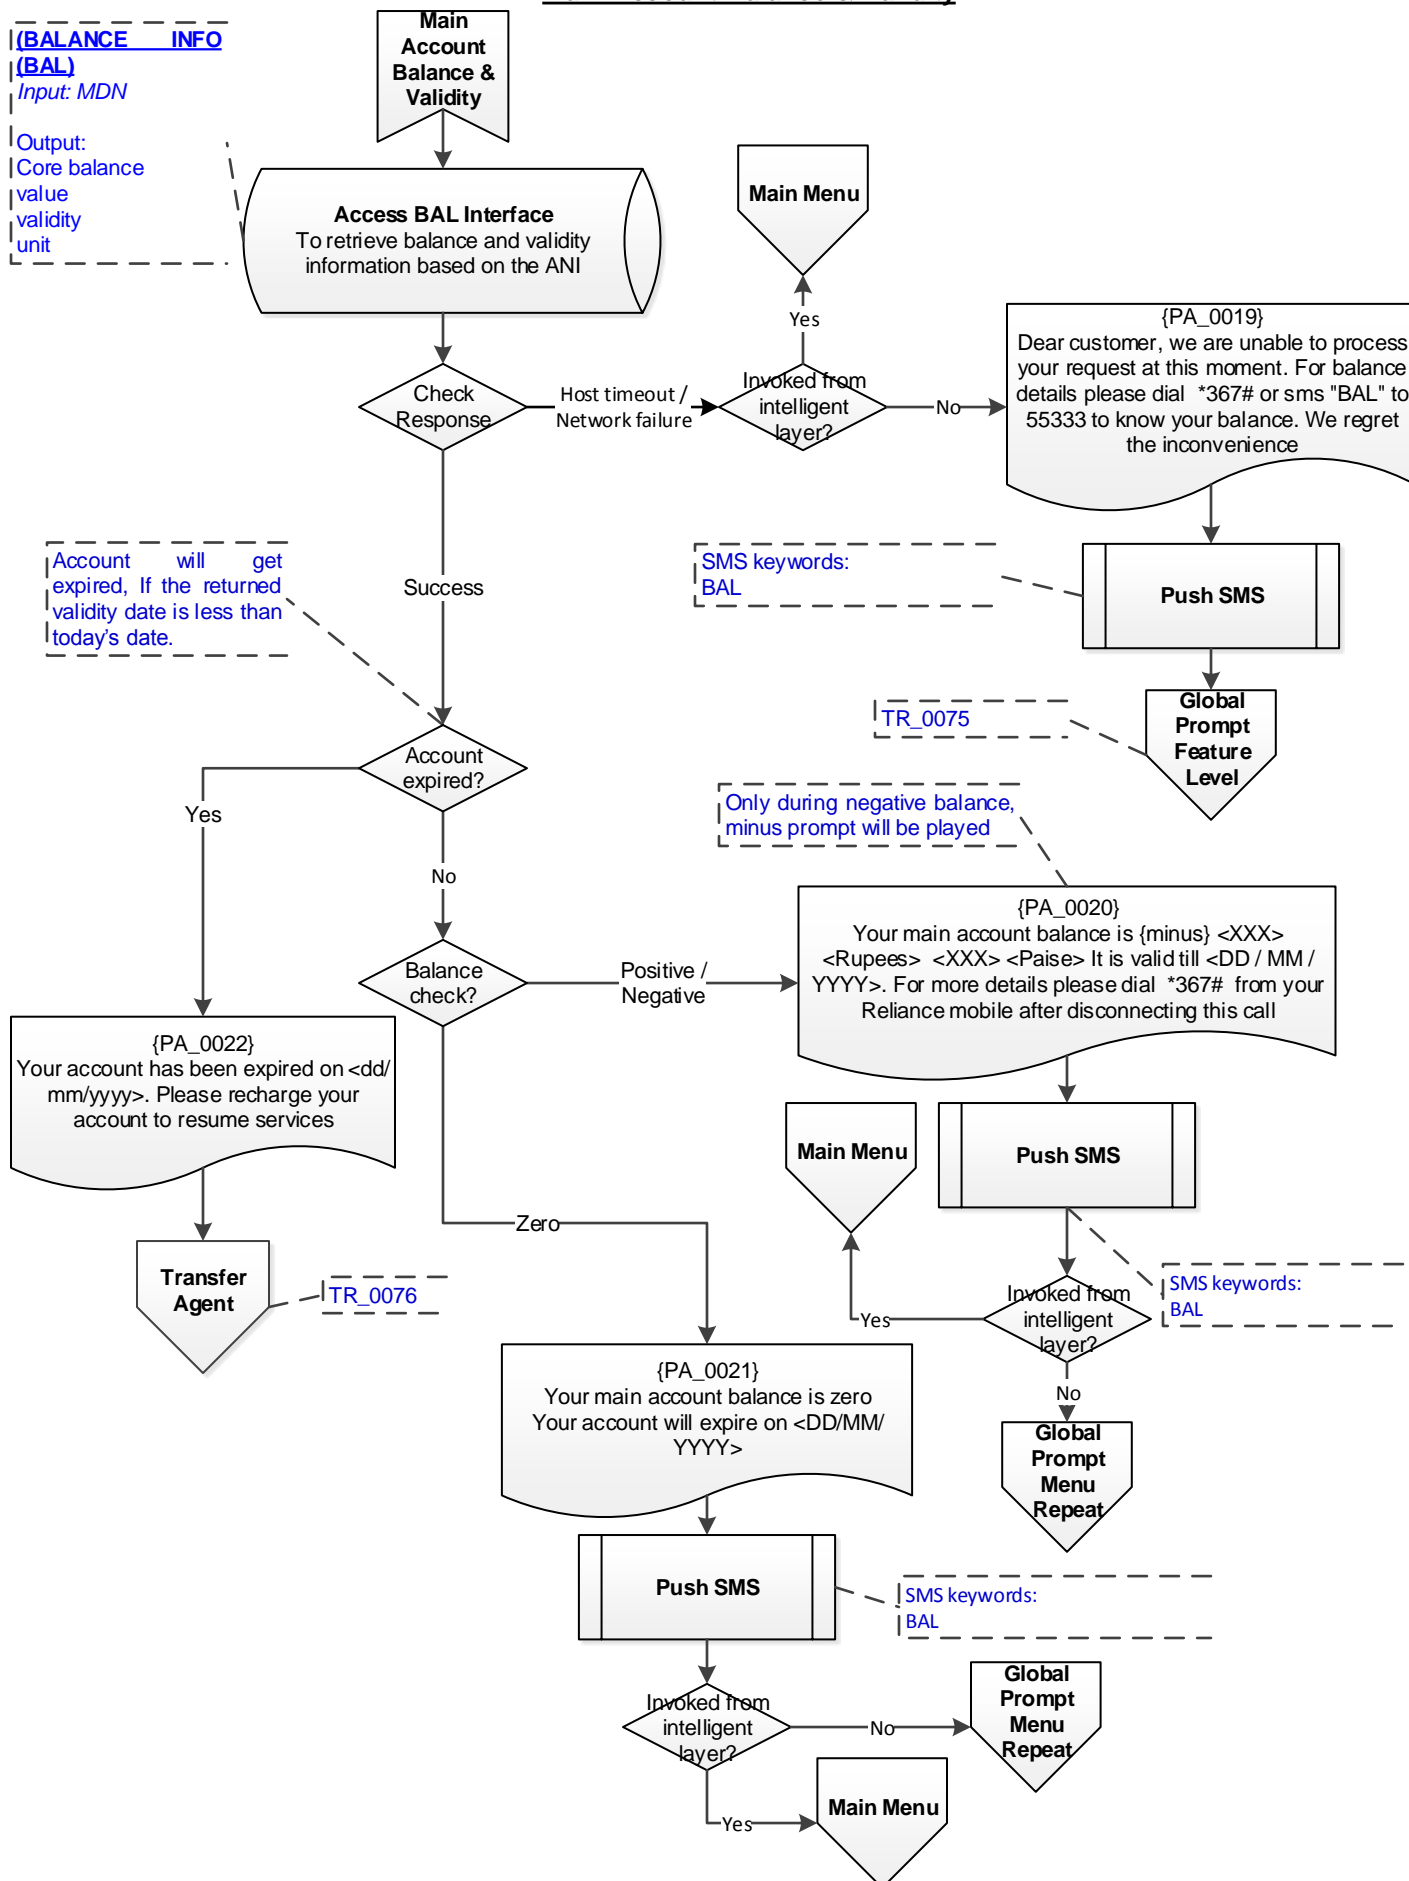 (BALANCE INFO
(BAL)
Input: MDN
Output:
Core balance
value
validity
unit
Main
Account
Balance &
Validity
Access BAL Interface
To retrieve balance and validity
information based on the ANI
Main Menu
Yes
Check
Response
Host timeout /
Network failure
Invoked from
intelligent
layer?
No
{PA_0019}
Dear customer, we are unable to process
your request at this moment. For balance
details please dial *367# or sms "BAL" to
55333 to know your balance. We regret
the inconvenience
SMS keywords:
BAL
Push SMS
Success
Account will get
expired, If the returned
validity date is less than
today's date.
TR_0075
Global
Prompt
Feature
Level
Account
expired?
Yes
No
Only during negative balance,
minus prompt will be played
{PA_0020}
Your main account balance is {minus} <XXX>
<Rupees> <XXX> <Paise> It is valid till <DD / MM /
YYYY>. For more details please dial *367# from your
Reliance mobile after disconnecting this call
Balance
check?
Positive /
Negative
{PA_0022}
Your account has been expired on <dd/
mm/yyyy>. Please recharge your
account to resume services
Main Menu
Push SMS
Zero
Transfer
Agent
TR_0076
Yes
Invoked from
intelligent
layer?
SMS keywords:
BAL
No
Global
Prompt
Menu
Repeat
{PA_0021}
Your main account balance is zero
Your account will expire on <DD/MM/
YYYY>
Push SMS
SMS keywords:
BAL
Invoked from
intelligent
layer?
No
Global
Prompt
Menu
Repeat
Yes
Main Menu